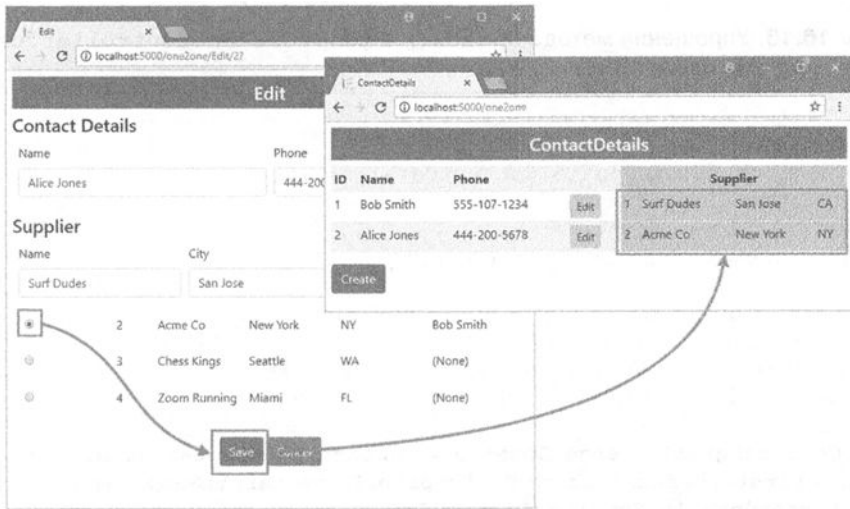 Edit
localhost:5000/one2one/Edit/2?
Edit
Contact Details
Name Phone
Alice Jones 444-200
Supplier
Name City
Surf Dudes San Jose
2 Acme Co New York NY Bob Smith
3 Chess Kings Seattle WA (None)
4 Zoom Running Miami FL (None)
Save Cancel
ContactDetails
localhost:5000/one2one
ContactDetails
ID Name Phone Supplier
1 Bob Smith 555-107-1234 Edit 1 Surf Dudes San Jose CA
2 Alice Jones 444-200-5678 Edit 2 Acme Co New York NY
Create